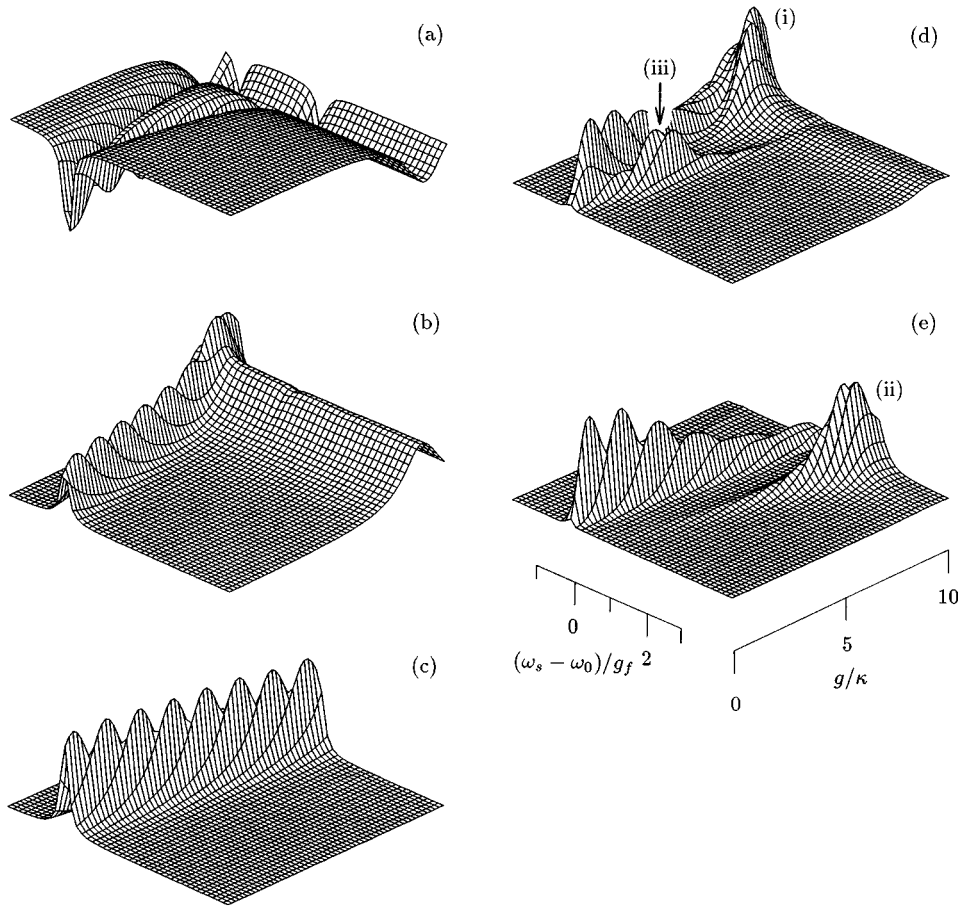 (a)
(b)
(c)
(d)
(i)
(iii)
(e)
(ii)
0
2
(ω_s − ω_0)/g_f
0
5
10
g/κ